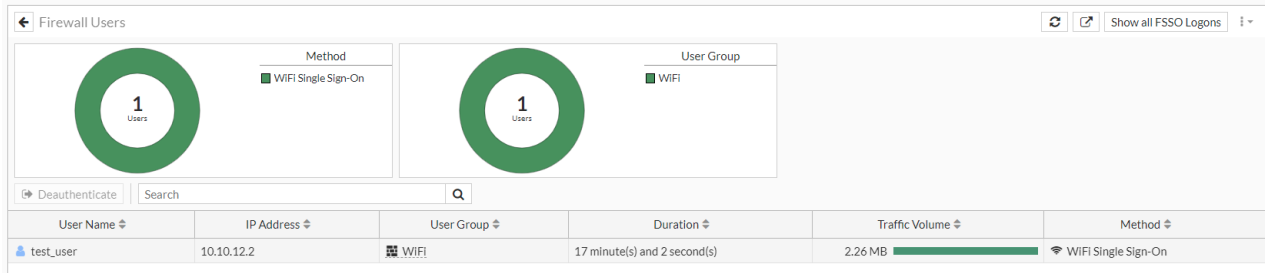 Firewall Users
Show all FSSO Logons
Method
WiFi Single Sign-On
1
Users
User Group
WiFi
1
Users
Deauthenticate Search
User Name IP Address User Group Duration Traffic Volume Method
test_user 10.10.12.2 WiFi 17 minute(s) and 2 second(s) 2.26 MB WiFi Single Sign-On